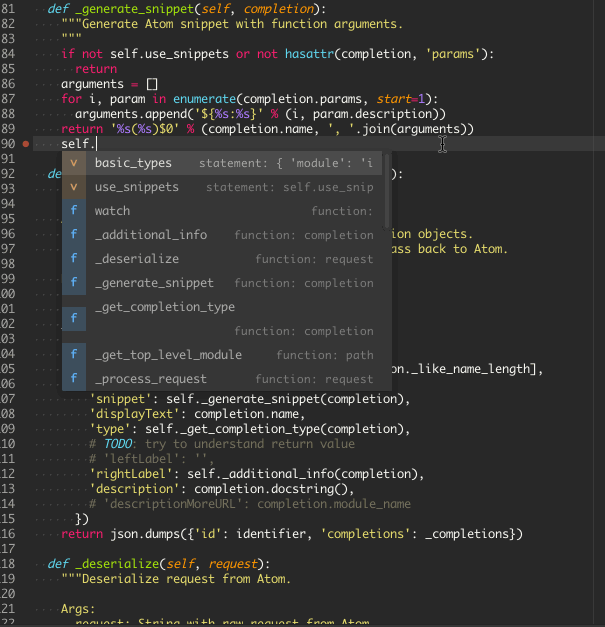 81 def _generate_snippet(self, completion):
82 """Generate Atom snippet with function arguments.
83 """
84 if not self.use_snippets or not hasattr(completion, 'params'):
85 return
86 arguments = []
87 for i, param in enumerate(completion.params, start=1):
88 arguments.append('${%s:%s}' % (i, param.description))
89 return '%s(%s)$0' % (completion.name, ', '.join(arguments))
90 self.
91 v basic_types statement: { 'module': 'i
92 de ):
93 v use_snippets statement: self.use_snip
94 f watch function:
95
96 f _additional_info function: completion ion objects.
97 ass back to Atom.
98 f _deserialize function: request
99 f _generate_snippet function: completion
00
01 f _get_completion_type
02 function: completion
03
04 f _get_top_level_module function: path
05 on._like_name_length],
06 f _process_request function: request
07 'snippet': self._generate_snippet(completion),
08 'displayText': completion.name,
09 'type': self._get_completion_type(completion),
10 # TODO: try to understand return value
11 # 'leftLabel': '',
12 'rightLabel': self._additional_info(completion),
13 'description': completion.docstring(),
14 # 'descriptionMoreURL': completion.module_name
15 })
16 return json.dumps({'id': identifier, 'completions': _completions})
17
18 def _deserialize(self, request):
19 """Deserialize request from Atom.
20
21 Args:
22 request: String with raw request from Atom